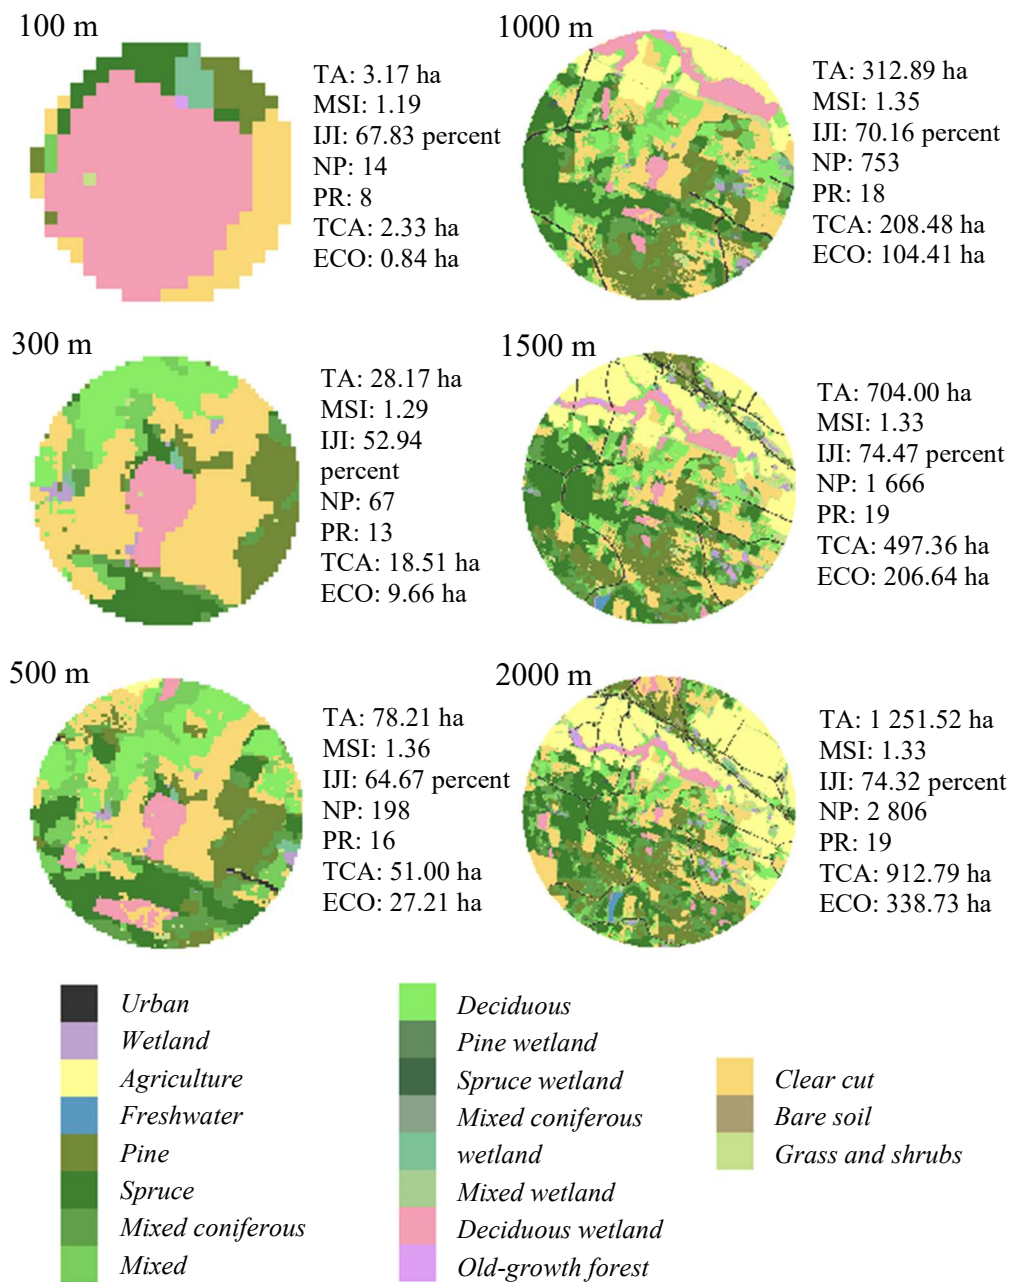 100 m
TA: 3.17 ha
MSI: 1.19
IJI: 67.83 percent
NP: 14
PR: 8
TCA: 2.33 ha
ECO: 0.84 ha
1000 m
TA: 312.89 ha
MSI: 1.35
IJI: 70.16 percent
NP: 753
PR: 18
TCA: 208.48 ha
ECO: 104.41 ha
300 m
TA: 28.17 ha
MSI: 1.29
IJI: 52.94
percent
NP: 67
PR: 13
TCA: 18.51 ha
ECO: 9.66 ha
1500 m
TA: 704.00 ha
MSI: 1.33
IJI: 74.47 percent
NP: 1 666
PR: 19
TCA: 497.36 ha
ECO: 206.64 ha
500 m
TA: 78.21 ha
MSI: 1.36
IJI: 64.67 percent
NP: 198
PR: 16
TCA: 51.00 ha
ECO: 27.21 ha
2000 m
TA: 1 251.52 ha
MSI: 1.33
IJI: 74.32 percent
NP: 2 806
PR: 19
TCA: 912.79 ha
ECO: 338.73 ha
Urban
Wetland
Agriculture
Freshwater
Pine
Spruce
Mixed coniferous
Mixed
Deciduous
Pine wetland
Spruce wetland
Mixed coniferous
wetland
Mixed wetland
Deciduous wetland
Old-growth forest
Clear cut
Bare soil
Grass and shrubs